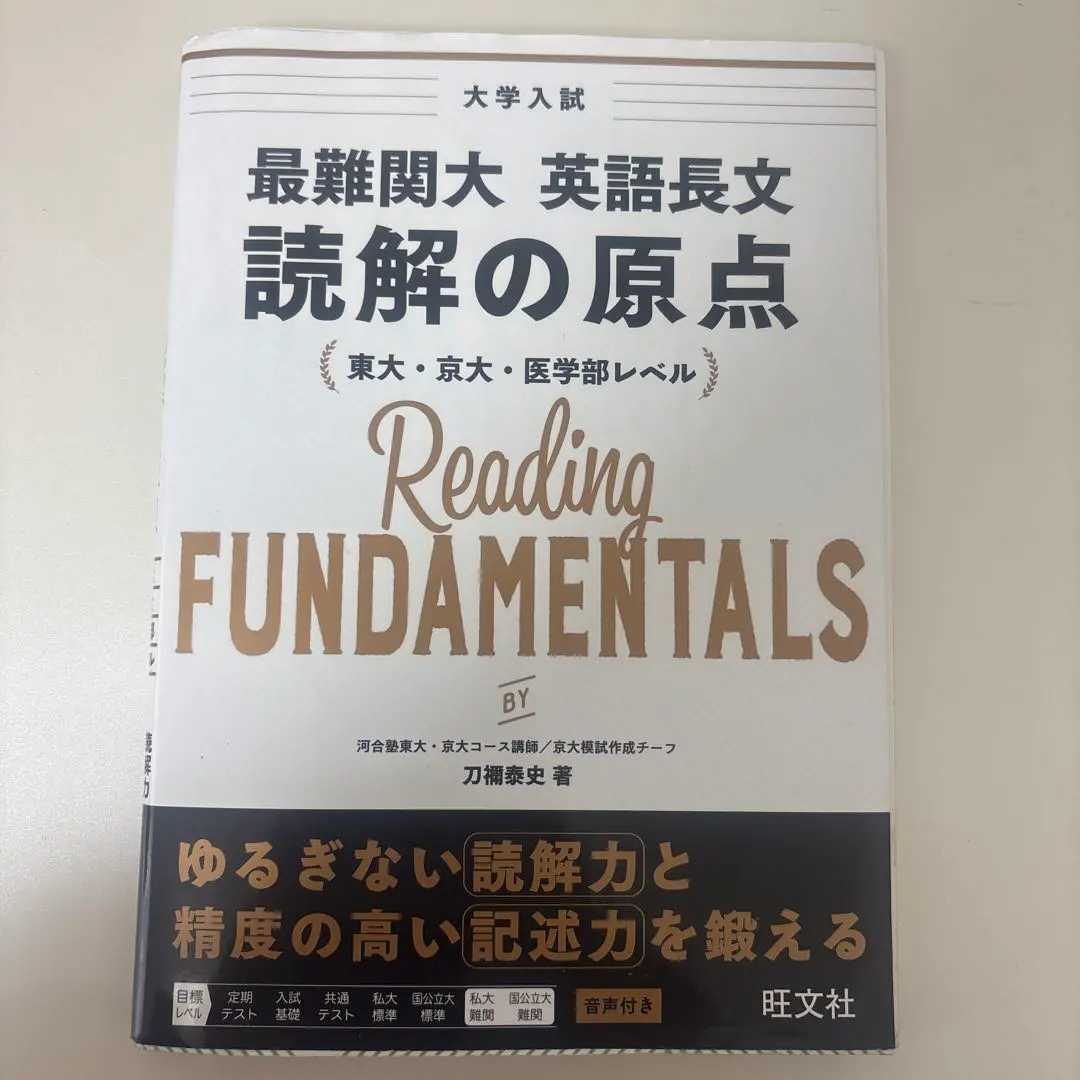 大学入試
最難関大 英語長文
読解の原点
東大・京大・医学部レベル
Reading
FUNDAMENTALS
BY
河合塾東大・京大コース講師／京大模試作成チーフ
刀禰泰史 著
ゆるぎない読解力と
精度の高い記述力を鍛える
目標レベル
定期テスト
入試基礎
共通テスト
私大標準
国公立大標準
私大難関
国公立大難関
音声付き
旺文社
読解力